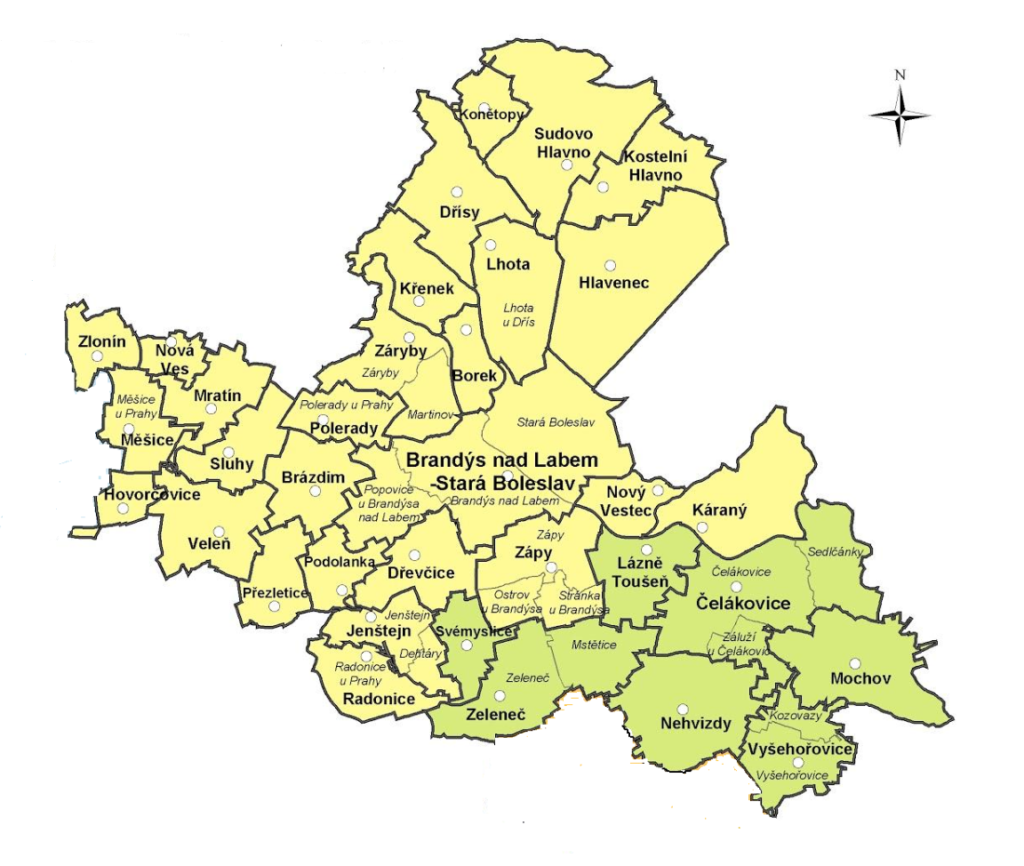 N
Konětopy
Sudovo
Hlavno
Kostelní
Hlavno
Dřísy
Lhota
Hlavenec
Křenek
Lhota
u Dřís
Zlonín
Nová
Ves
Záryby
Záryby
Borek
Měšice
u Prahy
Mratín
Polerady u Prahy
Martinov
Stará Boleslav
Polerady
Měšice
Sluhy
Brandýs nad Labem
-Stará Boleslav
Brandýs nad Labem
Brázdim
Popovice
u Brandýsa
nad Labem
Hovorčovice
Nový
Vestec
Káraný
Veleň
Zápy
Zápy
Sedlčánky
Podolanka
Dřevčice
Lázně
Toušeň
Čelákovice
Čelákovice
Přezletice
Ostrov
u Brandýsa
Stránka
u Brandýsa
Jenštejn
Jenštejn
Svémyslice
Mstětice
Záluží
u Čelákovic
Dehtáry
Radonice
u Prahy
Radonice
Zeleneč
Zeleneč
Mochov
Nehvizdy
Kozovazy
Vyšehořovice
Vyšehořovice